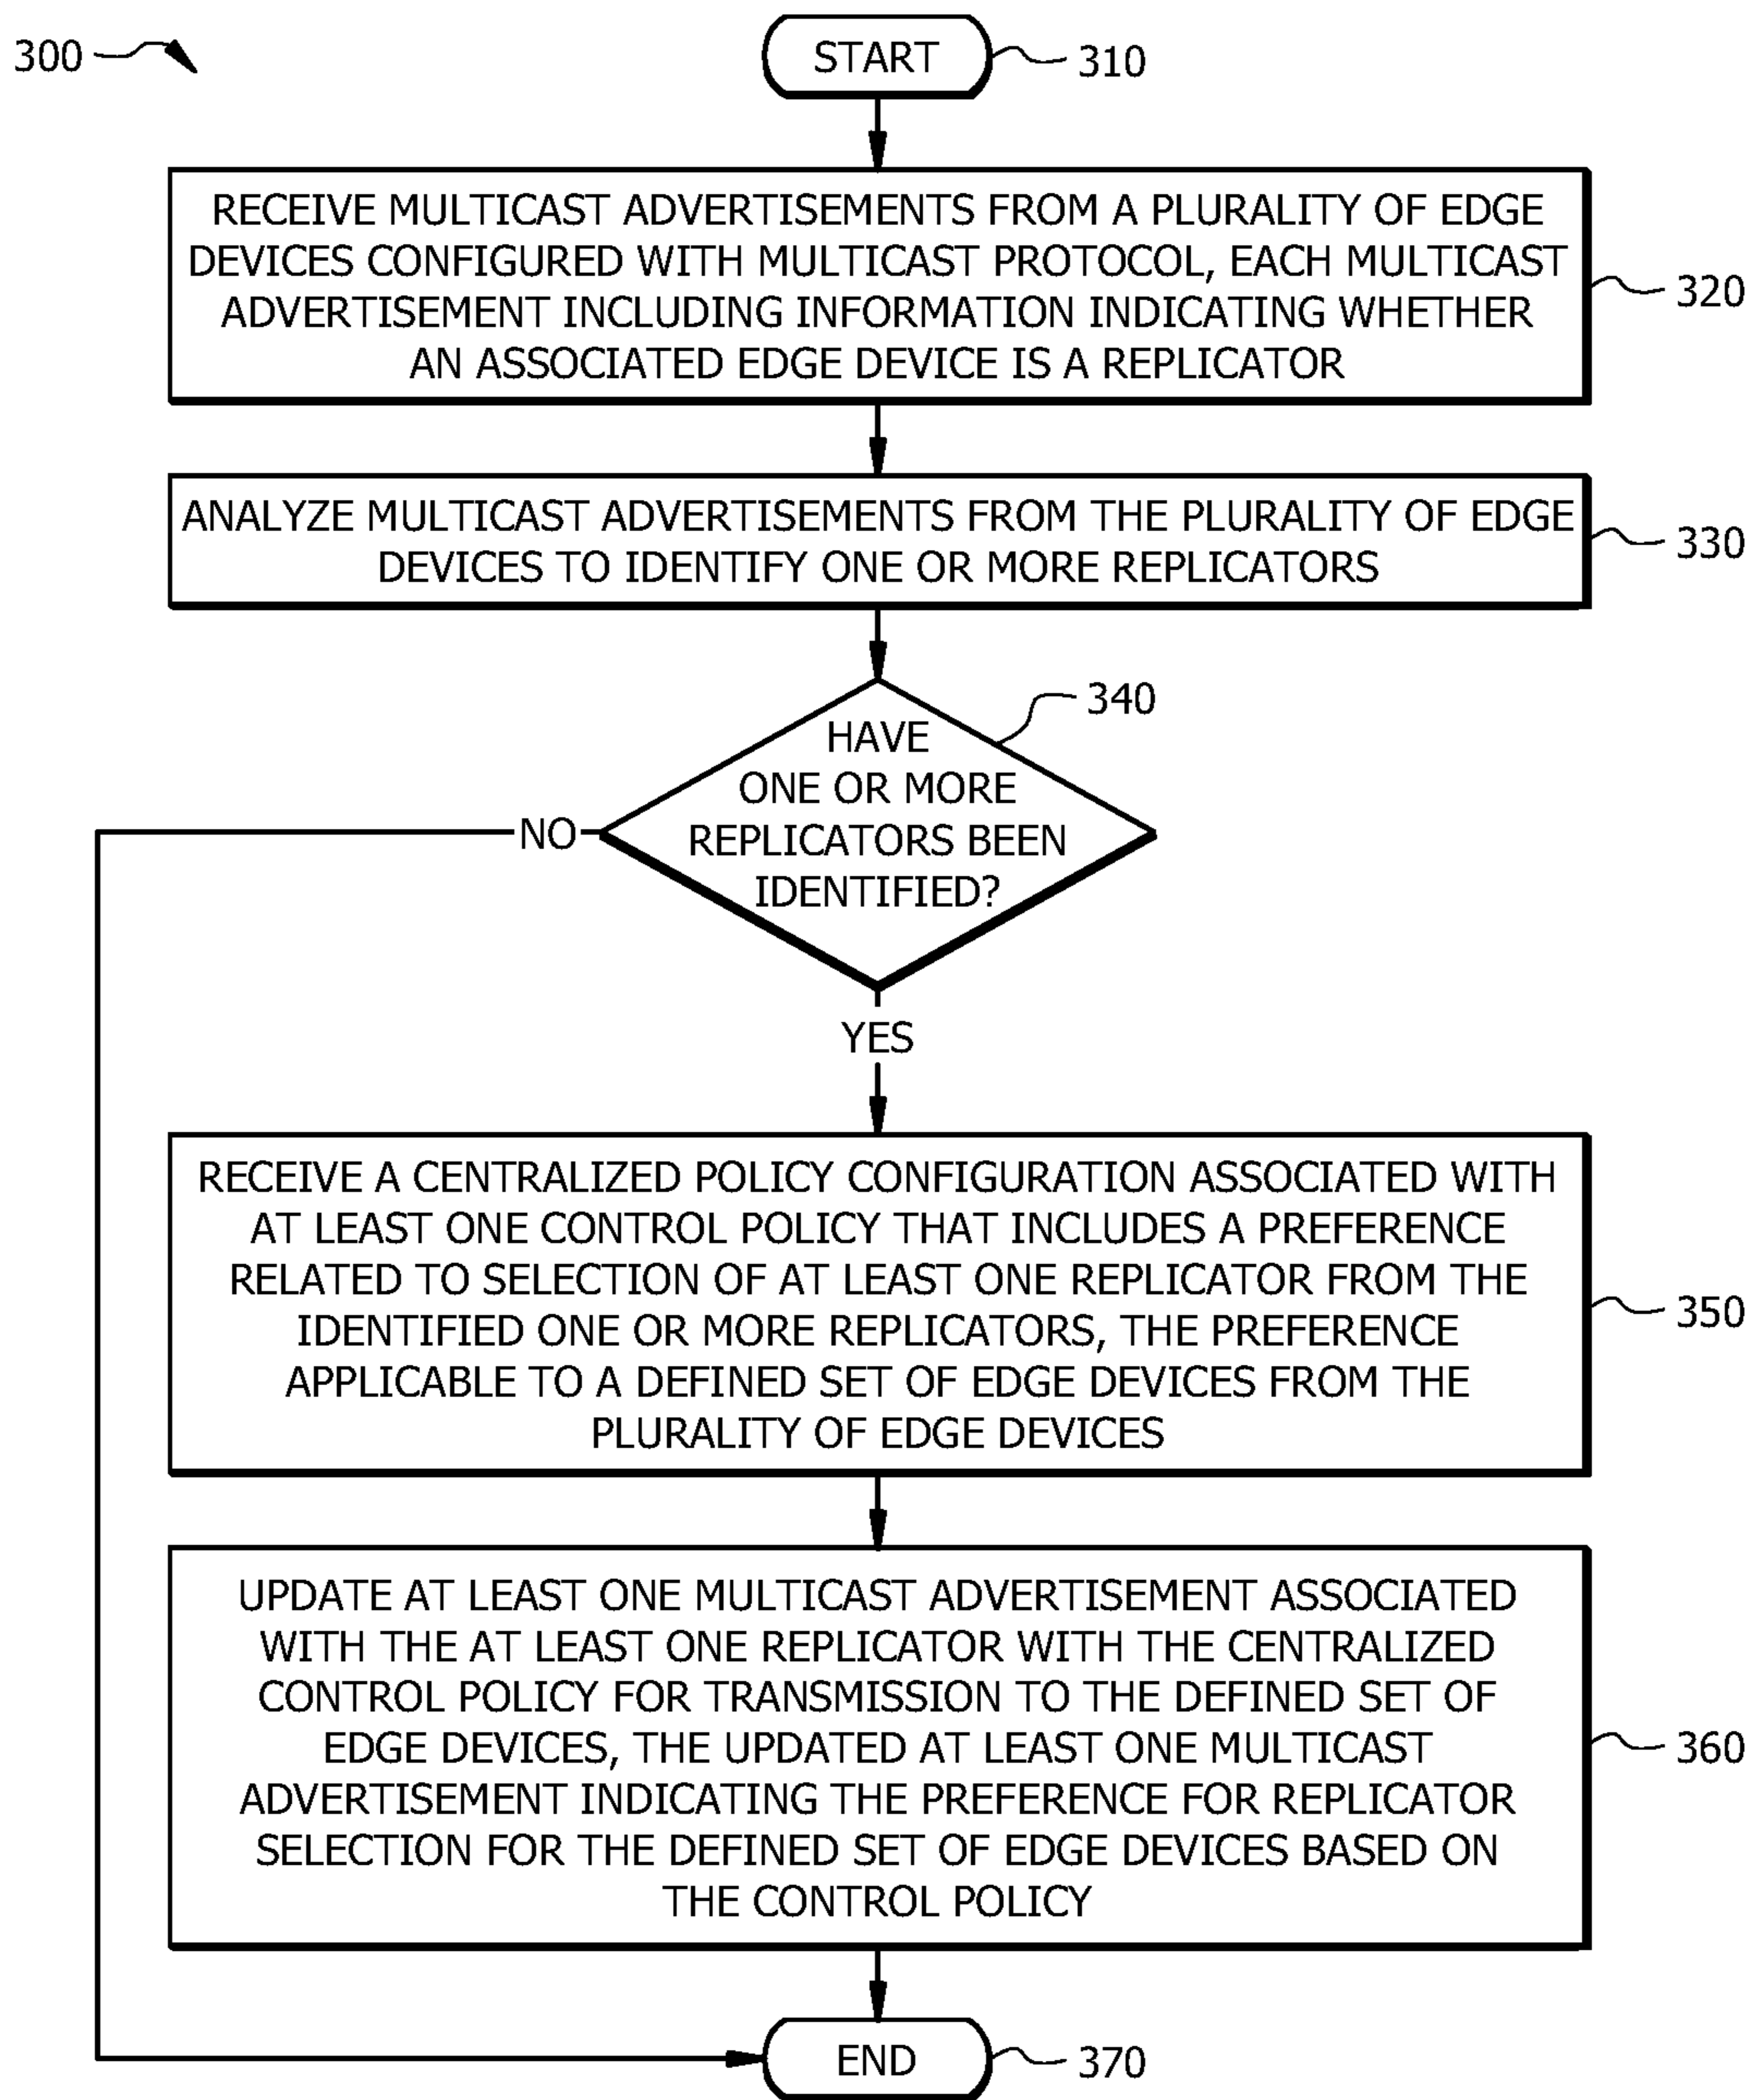 300
START
310
RECEIVE MULTICAST ADVERTISEMENTS FROM A PLURALITY OF EDGE
DEVICES CONFIGURED WITH MULTICAST PROTOCOL, EACH MULTICAST
ADVERTISEMENT INCLUDING INFORMATION INDICATING WHETHER
AN ASSOCIATED EDGE DEVICE IS A REPLICATOR
320
ANALYZE MULTICAST ADVERTISEMENTS FROM THE PLURALITY OF EDGE
DEVICES TO IDENTIFY ONE OR MORE REPLICATORS
330
340
HAVE
ONE OR MORE
REPLICATORS BEEN
IDENTIFIED?
NO
YES
RECEIVE A CENTRALIZED POLICY CONFIGURATION ASSOCIATED WITH
AT LEAST ONE CONTROL POLICY THAT INCLUDES A PREFERENCE
RELATED TO SELECTION OF AT LEAST ONE REPLICATOR FROM THE
IDENTIFIED ONE OR MORE REPLICATORS, THE PREFERENCE
APPLICABLE TO A DEFINED SET OF EDGE DEVICES FROM THE
PLURALITY OF EDGE DEVICES
350
UPDATE AT LEAST ONE MULTICAST ADVERTISEMENT ASSOCIATED
WITH THE AT LEAST ONE REPLICATOR WITH THE CENTRALIZED
CONTROL POLICY FOR TRANSMISSION TO THE DEFINED SET OF
EDGE DEVICES, THE UPDATED AT LEAST ONE MULTICAST
ADVERTISEMENT INDICATING THE PREFERENCE FOR REPLICATOR
SELECTION FOR THE DEFINED SET OF EDGE DEVICES BASED ON
THE CONTROL POLICY
360
END
370